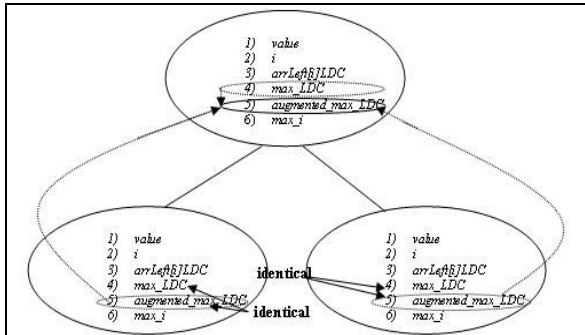 1) value
2) i
3) arrLeft[i]LDC
4) max_LDC
5) augmented_max_LDC
6) max_i
1) value
2) i
3) arrLeft[i]LDC
4) max_LDC
5) augmented_max_LDC
6) max_i
identical
identical
1) value
2) i
3) arrLeft[i]LDC
4) max_LDC
5) augmented_max_LDC
6) max_i